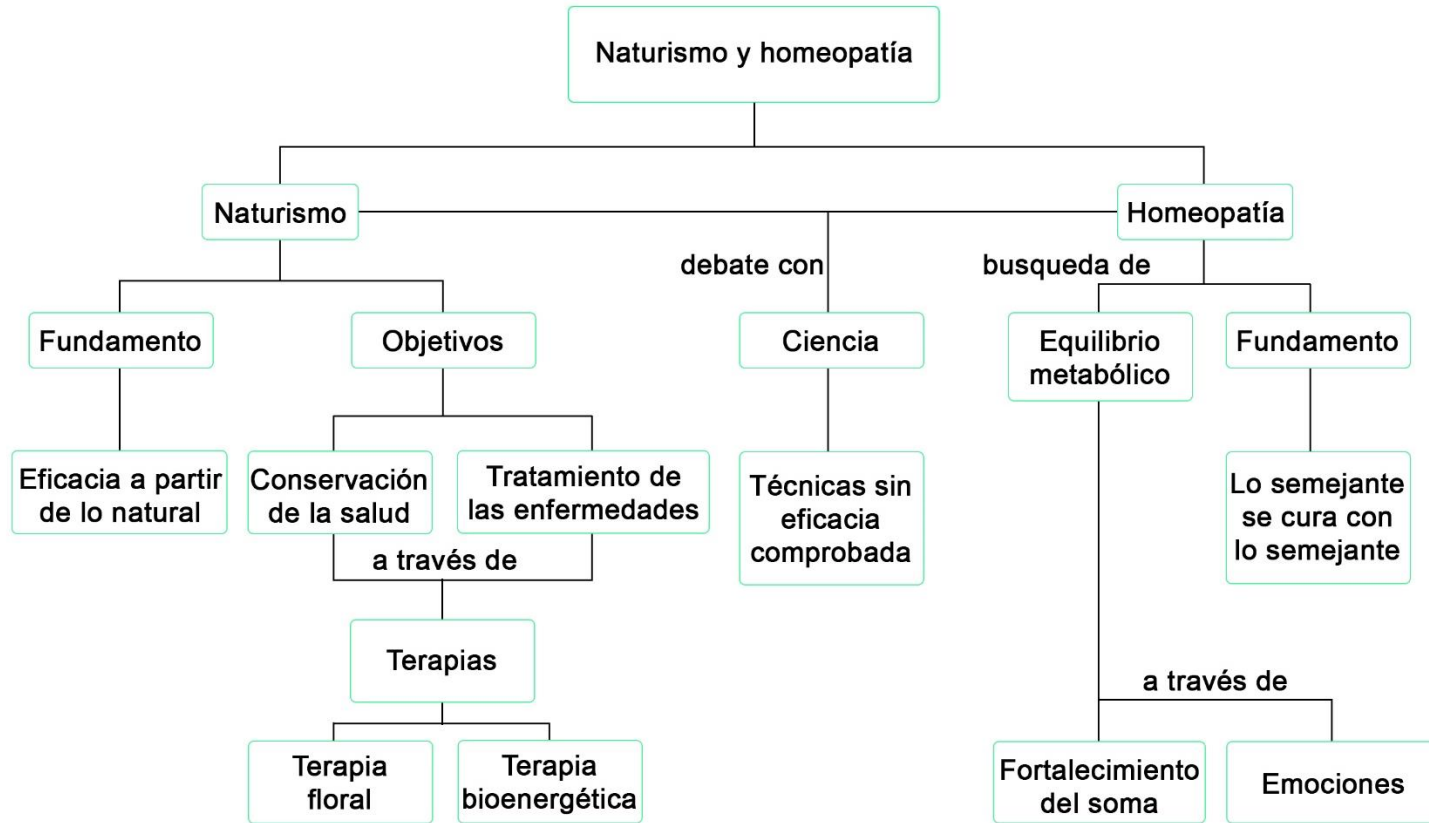 Naturismo y homeopatía
Naturismo
Homeopatía
debate con
busqueda de
Fundamento
Objetivos
Ciencia
Equilibrio
metabólico
Fundamento
Eficacia a partir
de lo natural
Conservación
de la salud
Tratamiento de
las enfermedades
Técnicas sin
eficacia
comprobada
Lo semejante
se cura con
lo semejante
a través de
Terapias
a través de
Terapia
floral
Terapia
bioenergética
Fortalecimiento
del soma
Emociones